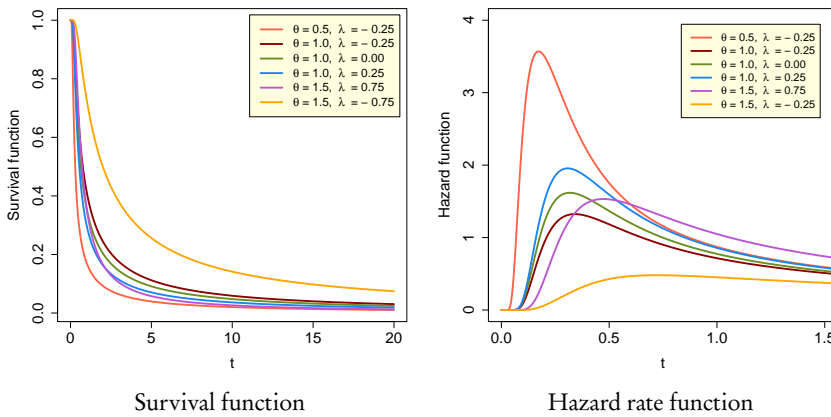 Survival function
0.0 0.2 0.4 0.6 0.8 1.0
θ = 0.5, λ = − 0.25
θ = 1.0, λ = − 0.25
θ = 1.0, λ = 0.00
θ = 1.0, λ = 0.25
θ = 1.5, λ = 0.75
θ = 1.5, λ = − 0.75
0 5 10 15 20
t
Survival function
Hazard function
0 1 2 3 4
θ = 0.5, λ = − 0.25
θ = 1.0, λ = − 0.25
θ = 1.0, λ = 0.00
θ = 1.0, λ = 0.25
θ = 1.5, λ = 0.75
θ = 1.5, λ = − 0.25
0.0 0.5 1.0 1.5
t
Hazard rate function